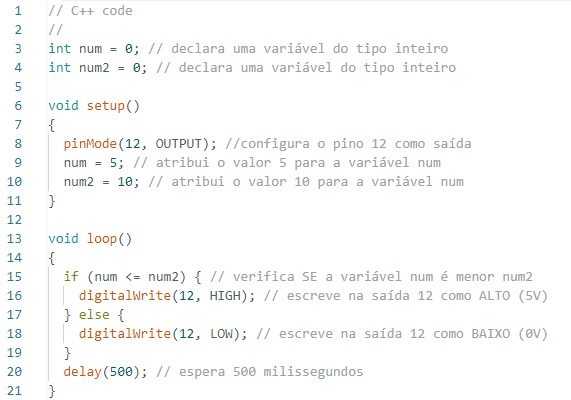 1 // C++ code
2 //
3 int num = 0; // declara uma variável do tipo inteiro
4 int num2 = 0; // declara uma variável do tipo inteiro
5
6 void setup()
7 {
8   pinMode(12, OUTPUT); //configura o pino 12 como saída
9   num = 5; // atribui o valor 5 para a variável num
10   num2 = 10; // atribui o valor 10 para a variável num
11 }
12
13 void loop()
14 {
15   if (num <= num2) { // verifica SE a variável num é menor num2
16     digitalWrite(12, HIGH); // escreve na saída 12 como ALTO (5V)
17   } else {
18     digitalWrite(12, LOW); // escreve na saída 12 como BAIXO (0V)
19   }
20   delay(500); // espera 500 milissegundos
21 }